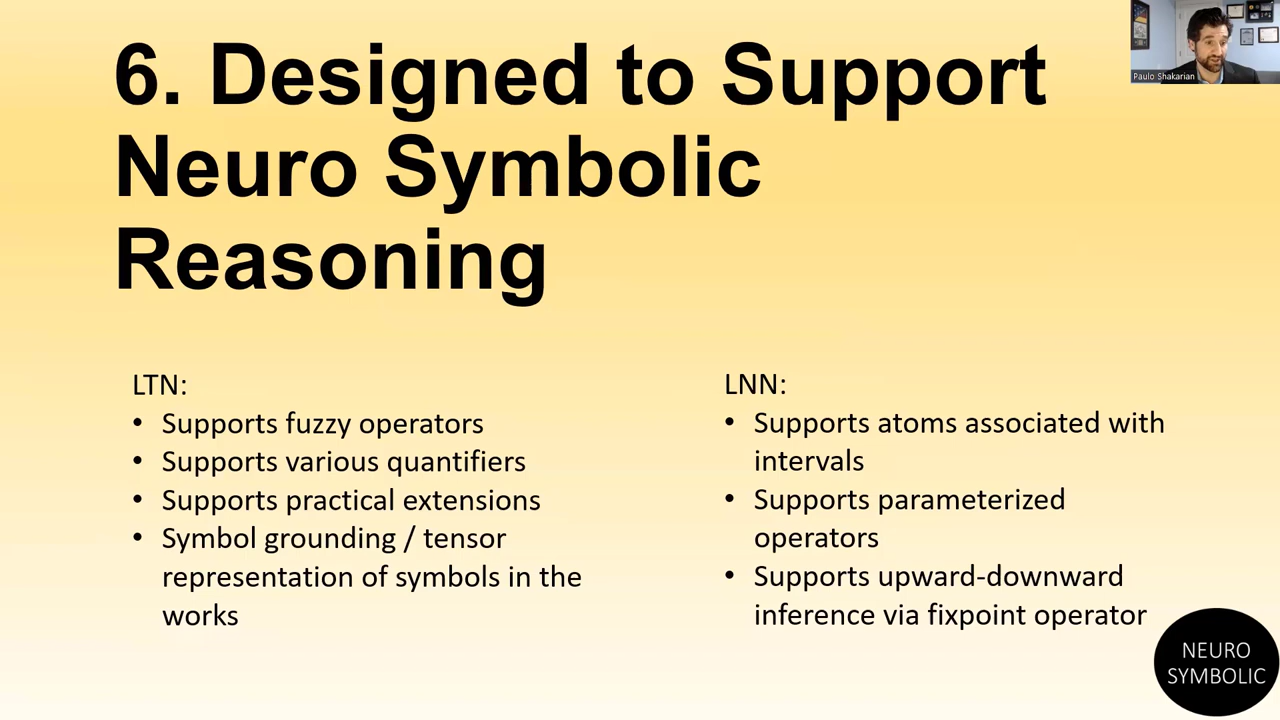 6. Designed to Support
Neuro Symbolic
Reasoning
Paulo Shakarian
LTN:
• Supports fuzzy operators
• Supports various quantifiers
• Supports practical extensions
• Symbol grounding / tensor
representation of symbols in the
works
LNN:
• Supports atoms associated with
intervals
• Supports parameterized
operators
• Supports upward-downward
inference via fixpoint operator
NEURO
SYMBOLIC